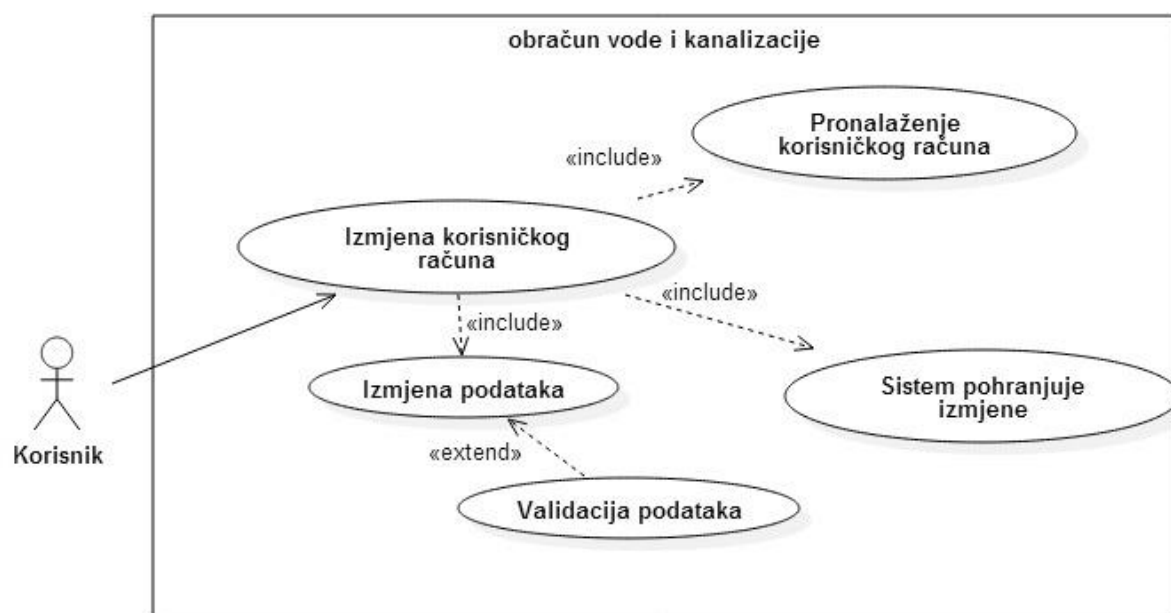 obračun vode i kanalizacije
Pronalaženje
korisničkog računa
«include»
Izmjena korisničkog
računa
«include»
«include»
Izmjena podataka
Sistem pohranjuje
izmjene
Korisnik
«extend»
Validacija podataka